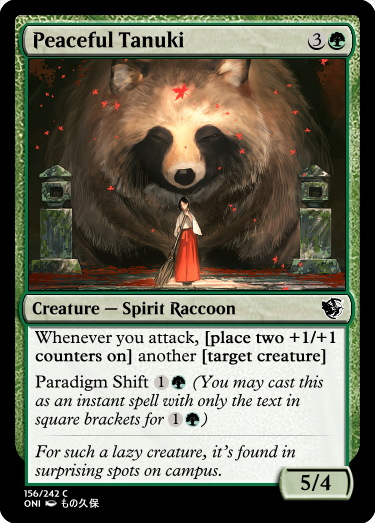 Peaceful Tanuki 3
Creature — Spirit Raccoon
Whenever you attack, [place two +1/+1
counters on] another [target creature]
Paradigm Shift 1 (You may cast this
as an instant spell with only the text in
square brackets for 1 )
For such a lazy creature, it's found in
surprising spots on campus.
5/4
156/242 C
ONI もの久保